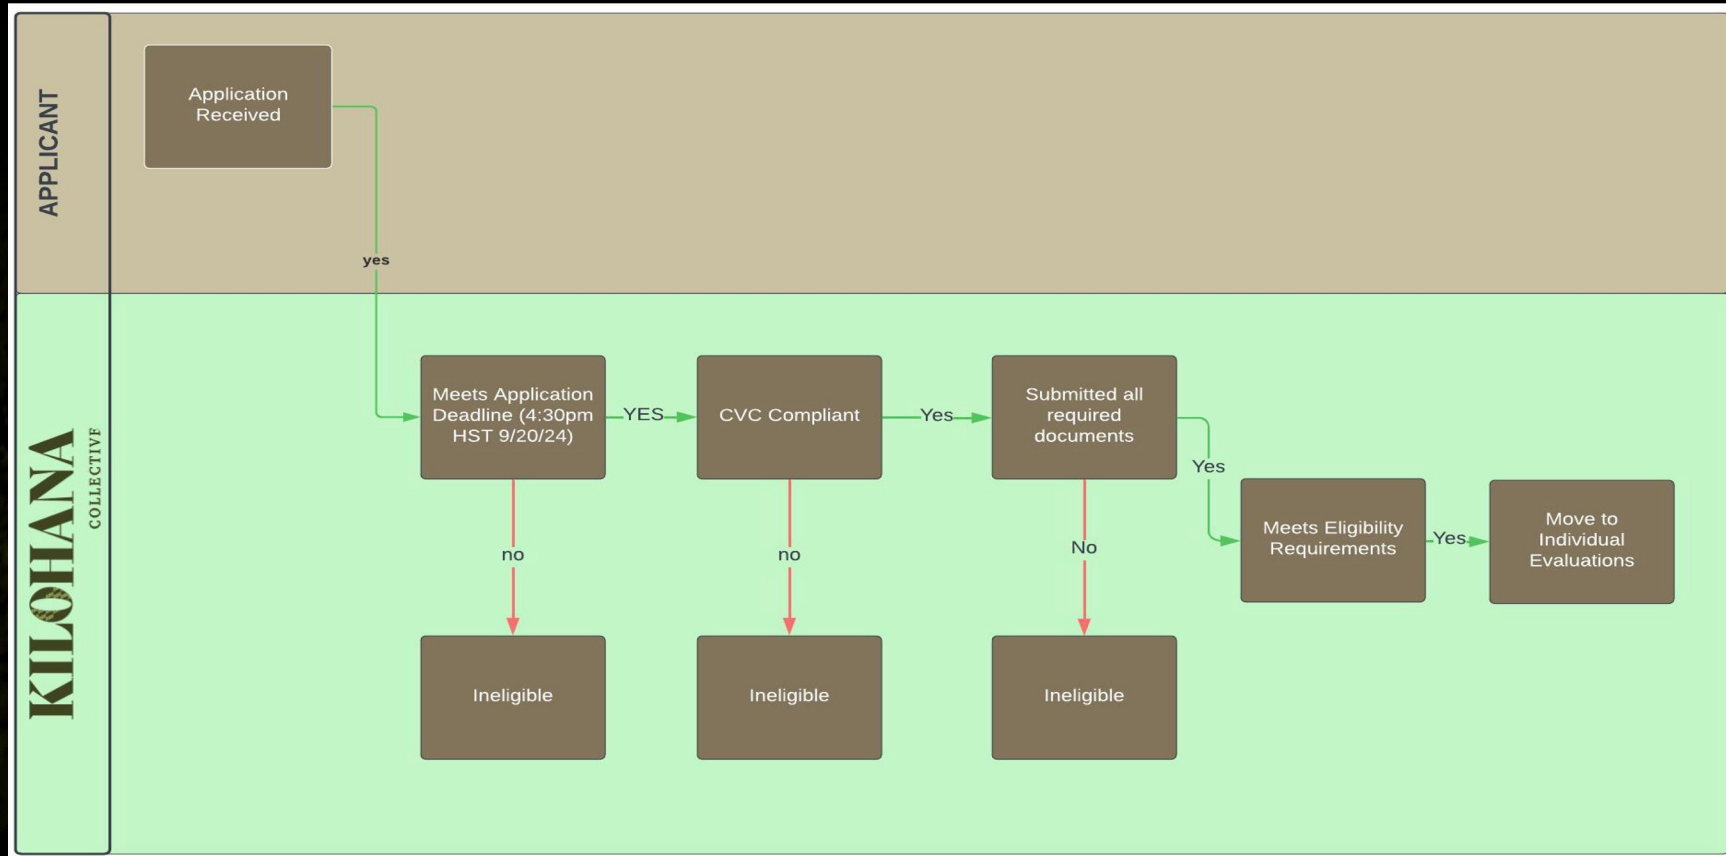 APPLICANT
Application
Received
yes
KILOHANA
COLLECTIVE
Meets Application
Deadline (4:30pm
HST 9/20/24)
YES
CVC Compliant
Yes
Submitted all
required
documents
Yes
Meets Eligibility
Requirements
Yes
Move to
Individual
Evaluations
no
no
No
Ineligible
Ineligible
Ineligible